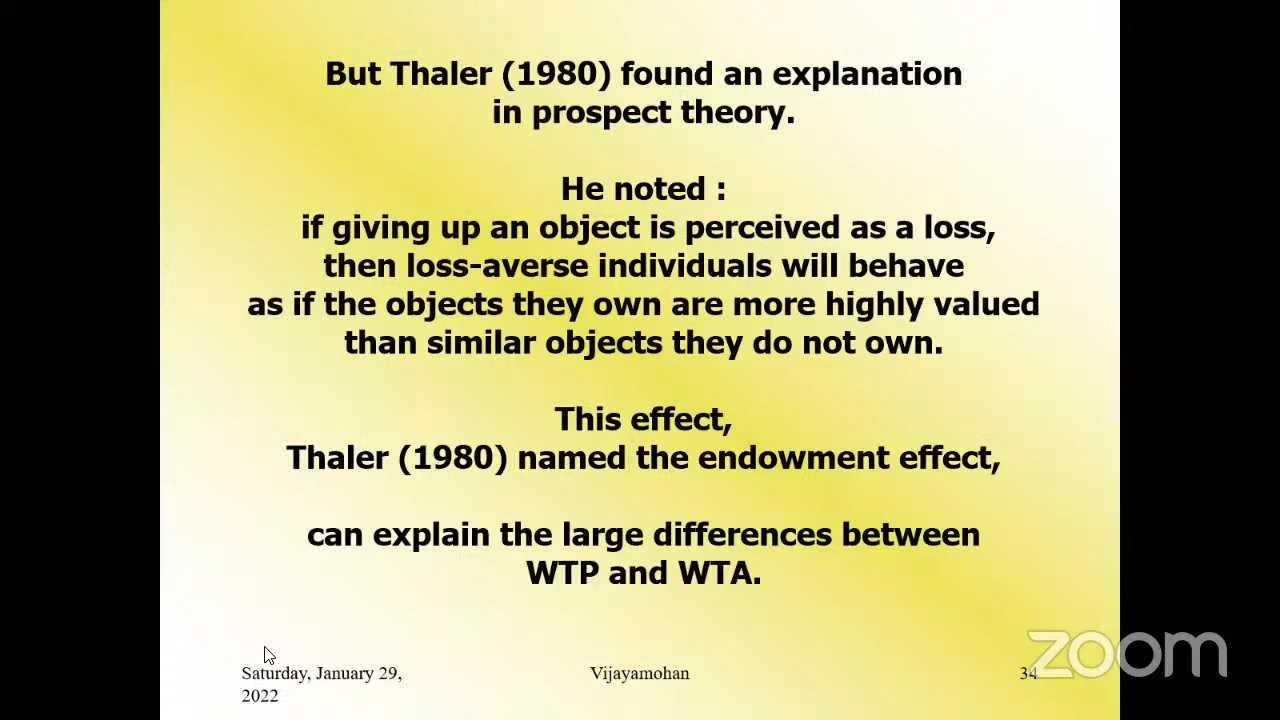 But Thaler (1980) found an explanation
in prospect theory.
He noted :
if giving up an object is perceived as a loss,
then loss-averse individuals will behave
as if the objects they own are more highly valued
than similar objects they do not own.
This effect,
Thaler (1980) named the endowment effect,
can explain the large differences between
WTP and WTA.
Saturday, January 29,
2022
Vijayamohan
34
zoom